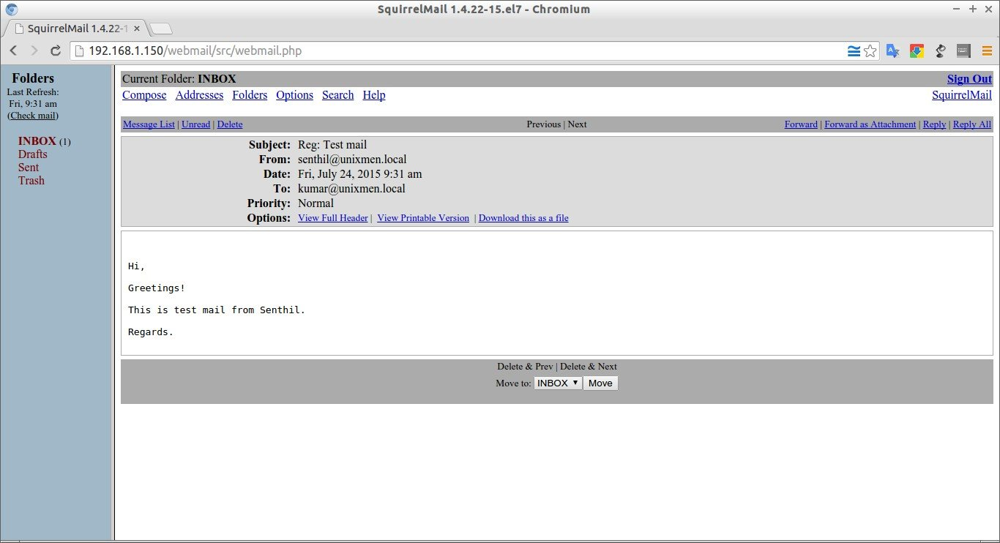 SquirrelMail 1.4.22-15.el7 - Chromium
SquirrelMail 1.4.22-1
192.168.1.150/webmail/src/webmail.php
Folders
Last Refresh:
Fri, 9:31 am
(Check mail)
INBOX (1)
Drafts
Sent
Trash
Current Folder: INBOX Sign Out
Compose Addresses Folders Options Search Help SquirrelMail
Message List | Unread | Delete Previous | Next Forward | Forward as Attachment | Reply | Reply All
Subject: Reg: Test mail
From: senthil@unixmen.local
Date: Fri, July 24, 2015 9:31 am
To: kumar@unixmen.local
Priority: Normal
Options: View Full Header | View Printable Version | Download this as a file
Hi,
Greetings!
This is test mail from Senthil.
Regards.
Delete & Prev | Delete & Next
Move to: INBOX Move